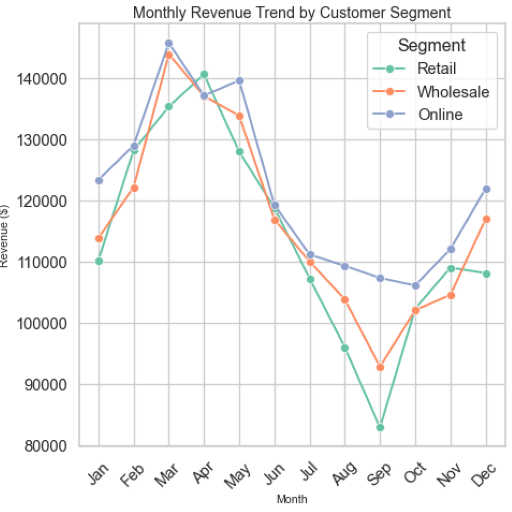 Monthly Revenue Trend by Customer Segment
Segment
Retail
Wholesale
Online
140000
130000
120000
110000
100000
90000
80000
Revenue ($)
Jan
Feb
Mar
Apr
May
Jun
Jul
Aug
Sep
Oct
Nov
Dec
Month